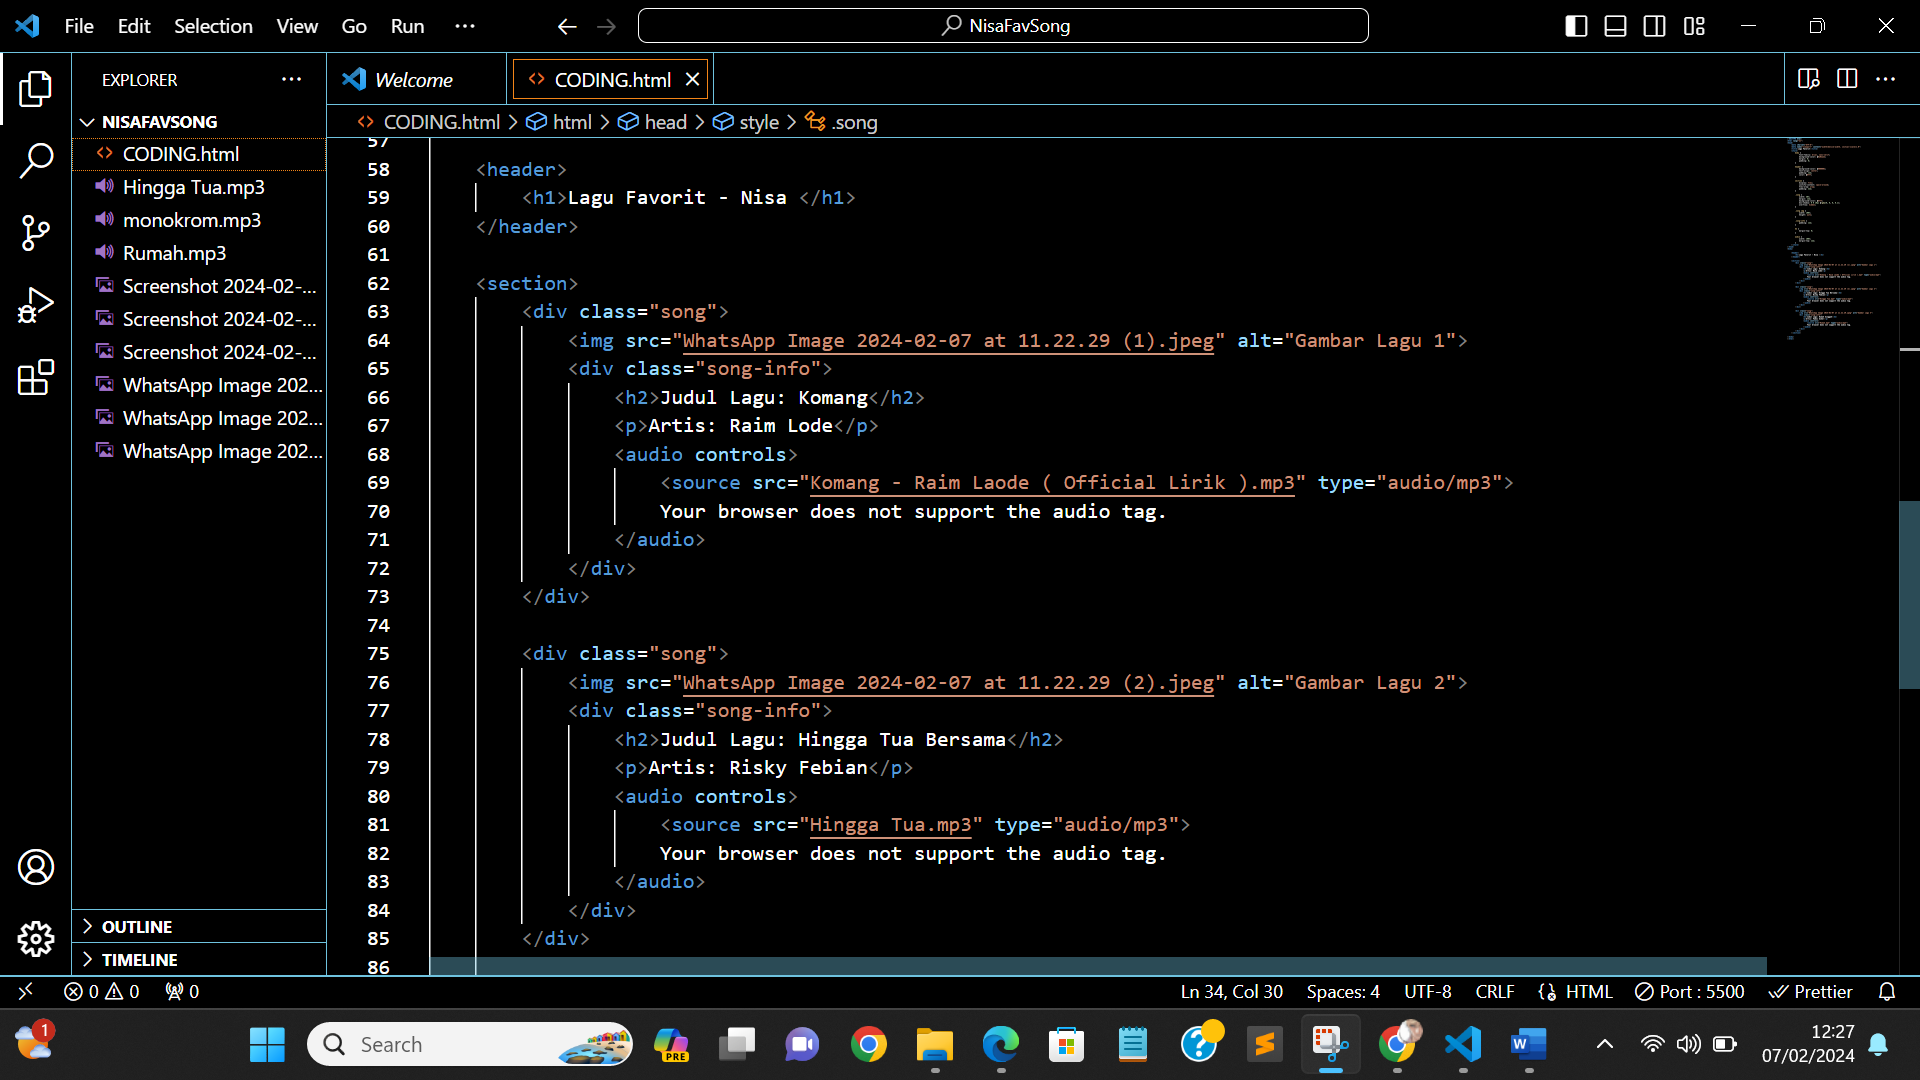 File Edit Selection View Go Run ···
NisaFavSong
EXPLORER
Welcome
CODING.html
NISAFAVSONG
CODING.html
Hingga Tua.mp3
monokrom.mp3
Rumah.mp3
Screenshot 2024-02-...
Screenshot 2024-02-...
Screenshot 2024-02-...
WhatsApp Image 202...
WhatsApp Image 202...
WhatsApp Image 202...
OUTLINE
TIMELINE
CODING.html > html > head > style > .song
57
58 <header>
59 <h1>Lagu Favorit - Nisa </h1>
60 </header>
61
62 <section>
63 <div class="song">
64 <img src="WhatsApp Image 2024-02-07 at 11.22.29 (1).jpeg" alt="Gambar Lagu 1">
65 <div class="song-info">
66 <h2>Judul Lagu: Komang</h2>
67 <p>Artis: Raim Lode</p>
68 <audio controls>
69 <source src="Komang - Raim Laode ( Official Lirik ).mp3" type="audio/mp3">
70 Your browser does not support the audio tag.
71 </audio>
72 </div>
73 </div>
74
75 <div class="song">
76 <img src="WhatsApp Image 2024-02-07 at 11.22.29 (2).jpeg" alt="Gambar Lagu 2">
77 <div class="song-info">
78 <h2>Judul Lagu: Hingga Tua Bersama</h2>
79 <p>Artis: Risky Febian</p>
80 <audio controls>
81 <source src="Hingga Tua.mp3" type="audio/mp3">
82 Your browser does not support the audio tag.
83 </audio>
84 </div>
85 </div>
86
0 0 0
Ln 34, Col 30 Spaces: 4 UTF-8 CRLF HTML Port : 5500 Prettier
1
Search
PRE
12:27
07/02/2024